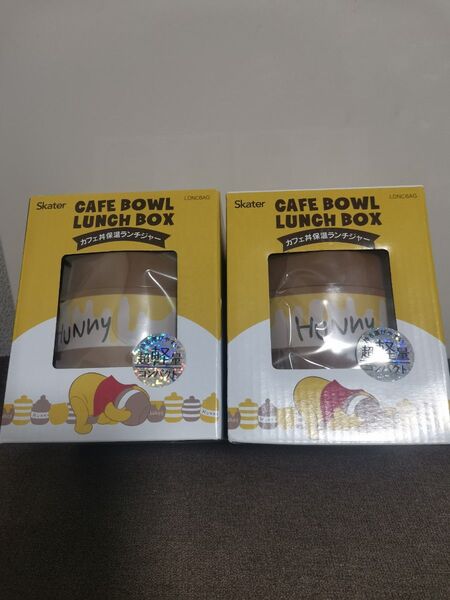 Skater
CAFE BOWL
LUNCH BOX
LDNC6AG
カフェ丼保温ランチジャー
HUNNY
超軽量
コンパクト
Skater
CAFE BOWL
LUNCH BOX
LDNC6AG
カフェ丼保温ランチジャー
HUNNY
超軽量
コンパクト